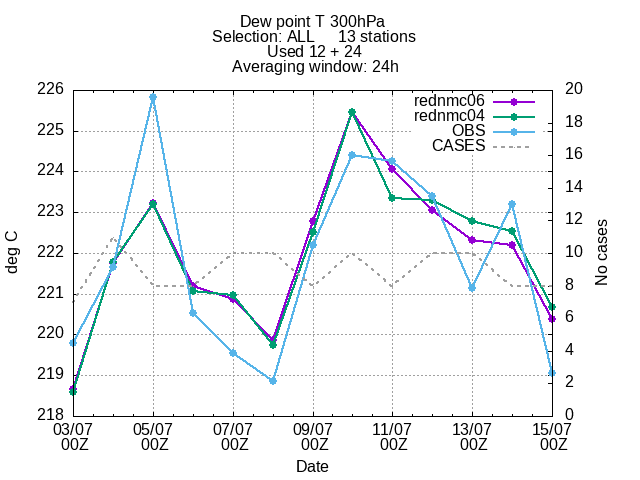 Dew point T 300hPa
Selection: ALL 13 stations
Used 12 + 24
Averaging window: 24h
rednmc06
rednmc04
OBS
CASES
deg C
226
225
224
223
222
221
220
219
218
20
18
16
14
12
10
8
6
4
2
0
No cases
03/07 05/07 07/07 09/07 11/07 13/07 15/07
00Z 00Z 00Z 00Z 00Z 00Z 00Z
Date